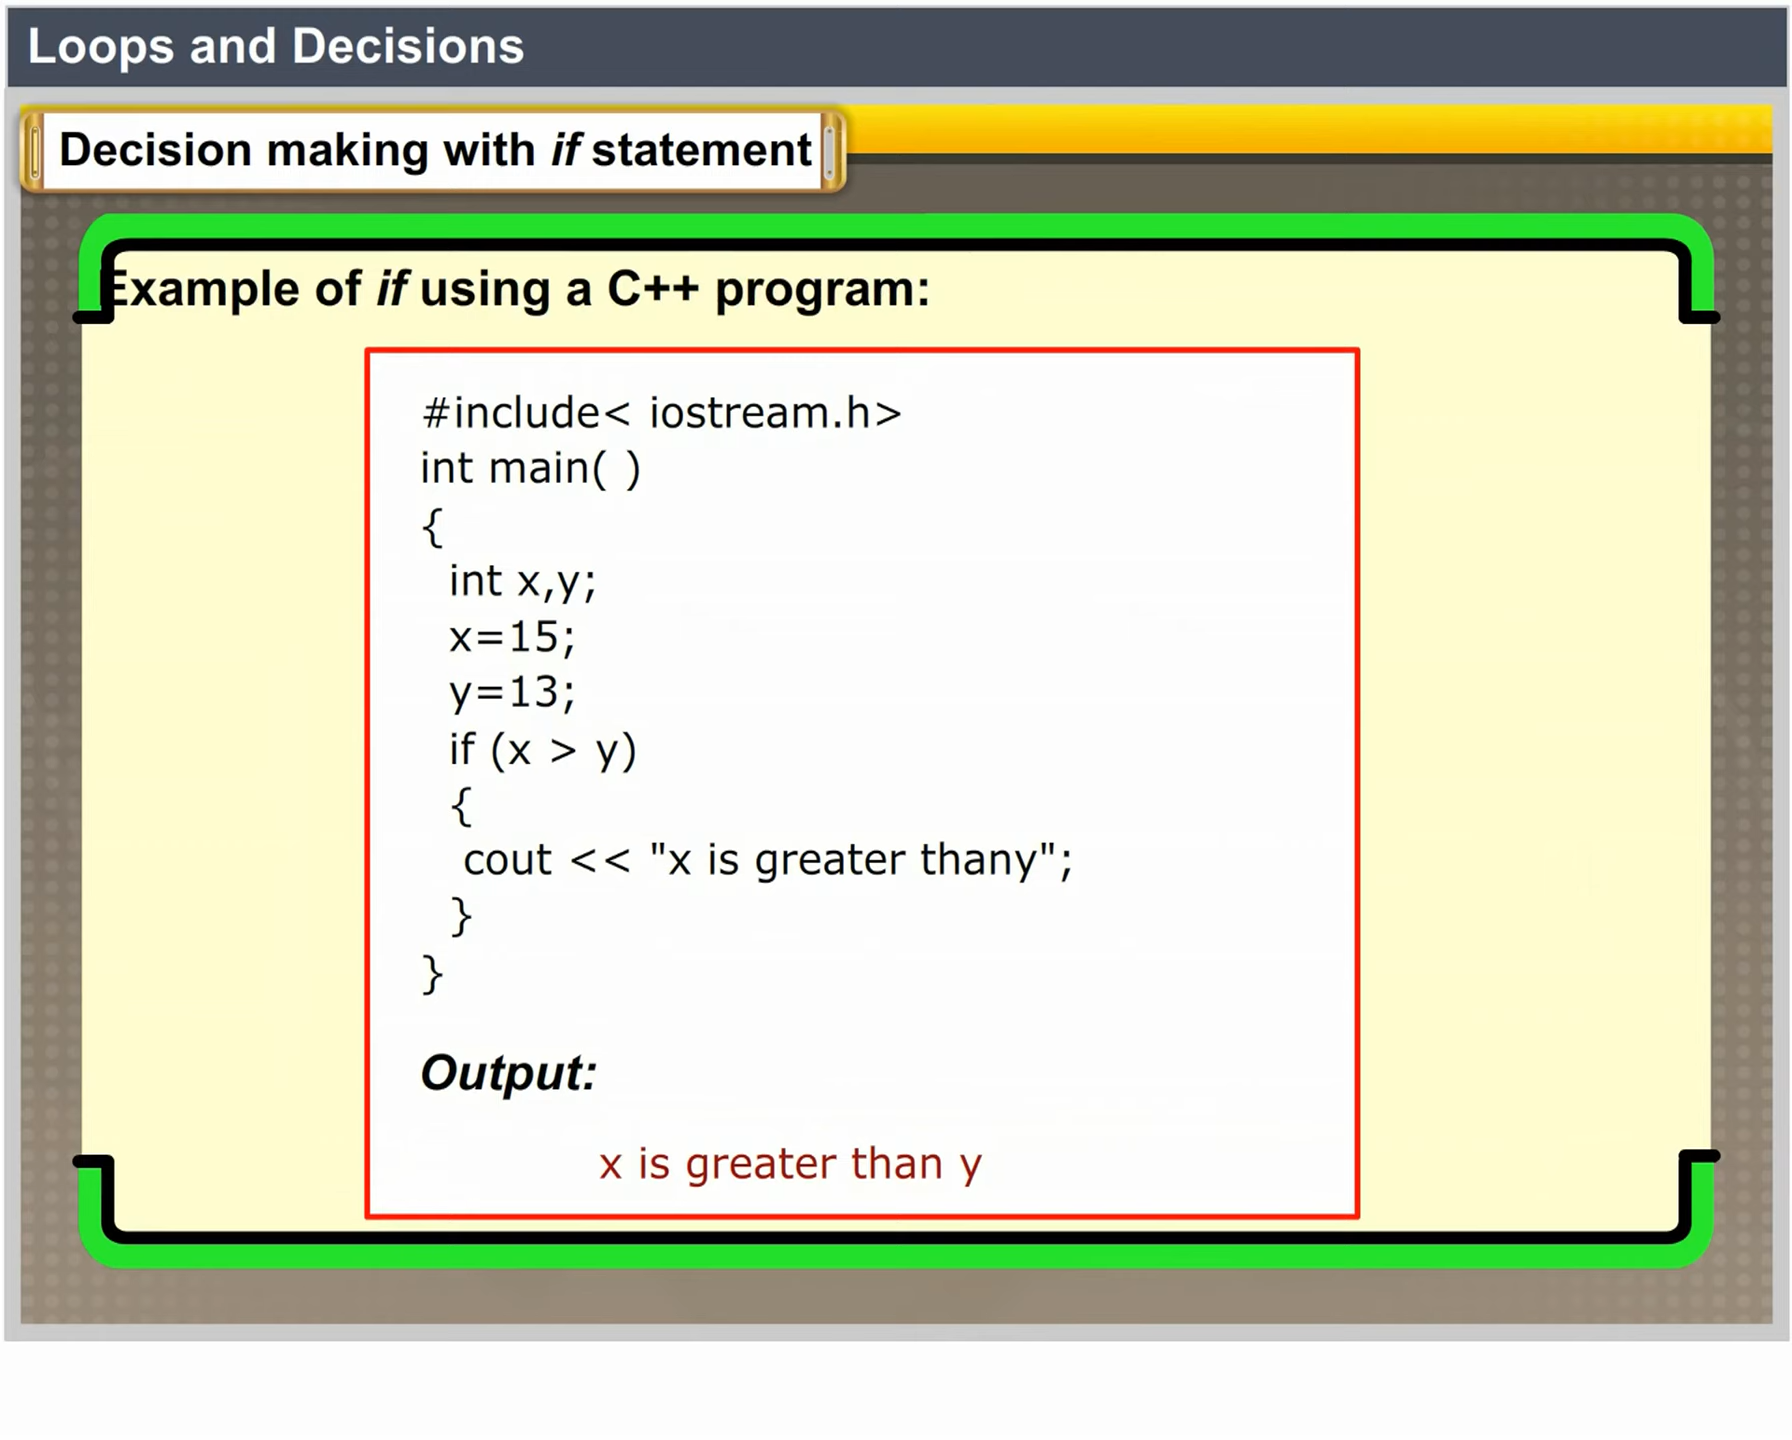 Loops and Decisions
Decision making with if statement
Example of if using a C++ program:
#include< iostream.h>
int main( )
{
int x,y;
x=15;
y=13;
if (x > y)
{
cout << "x is greater thany";
}
}
Output:
x is greater than y